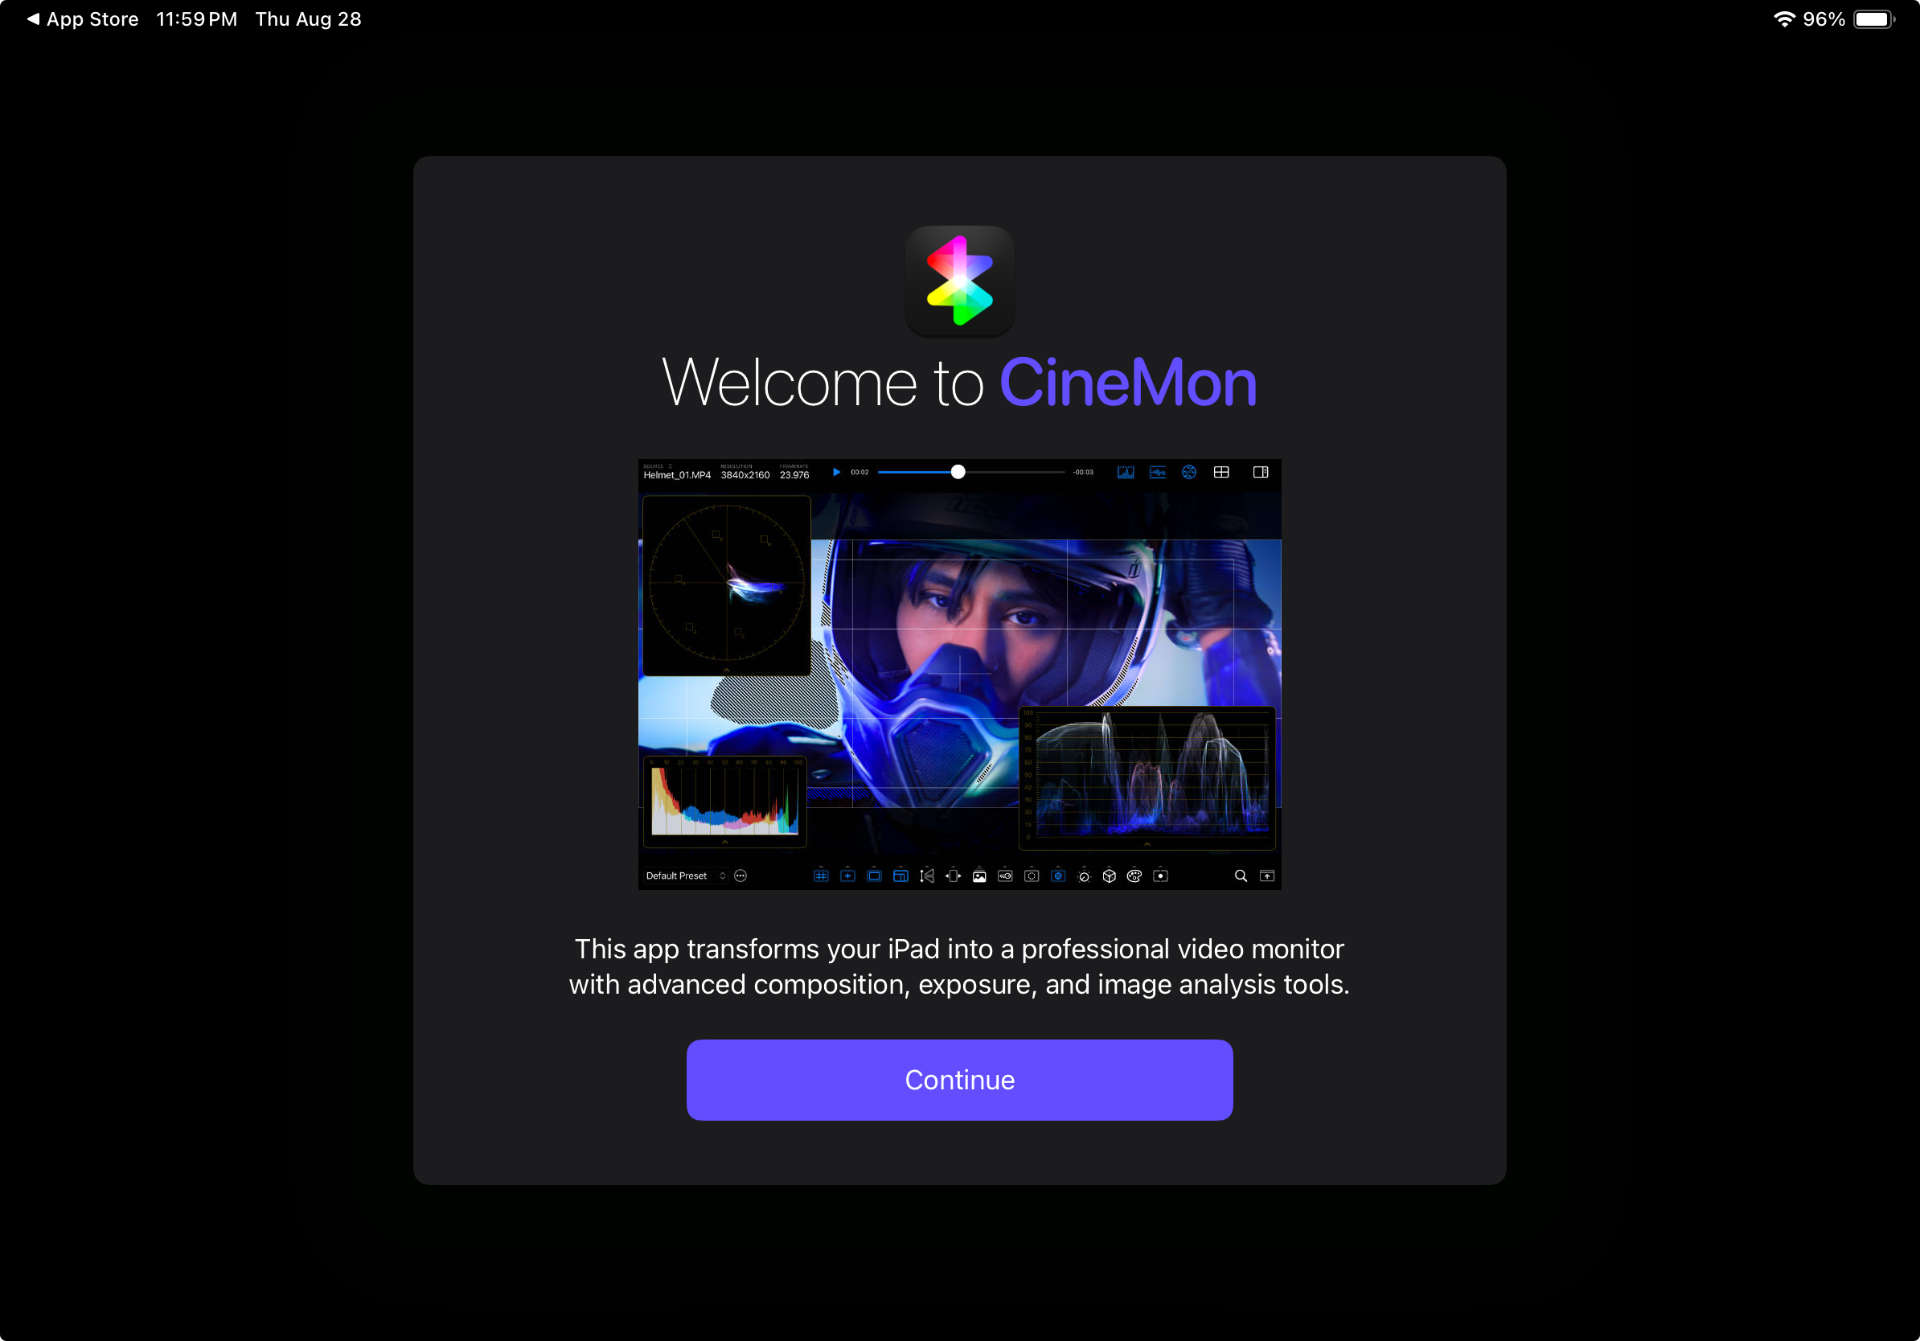 ◀ App Store 11:59 PM Thu Aug 28
96%
Welcome to CineMon
Helmet_01.MP4 3840x2160 23.976
00:02
-00:03
Default Preset
This app transforms your iPad into a professional video monitor
with advanced composition, exposure, and image analysis tools.
Continue